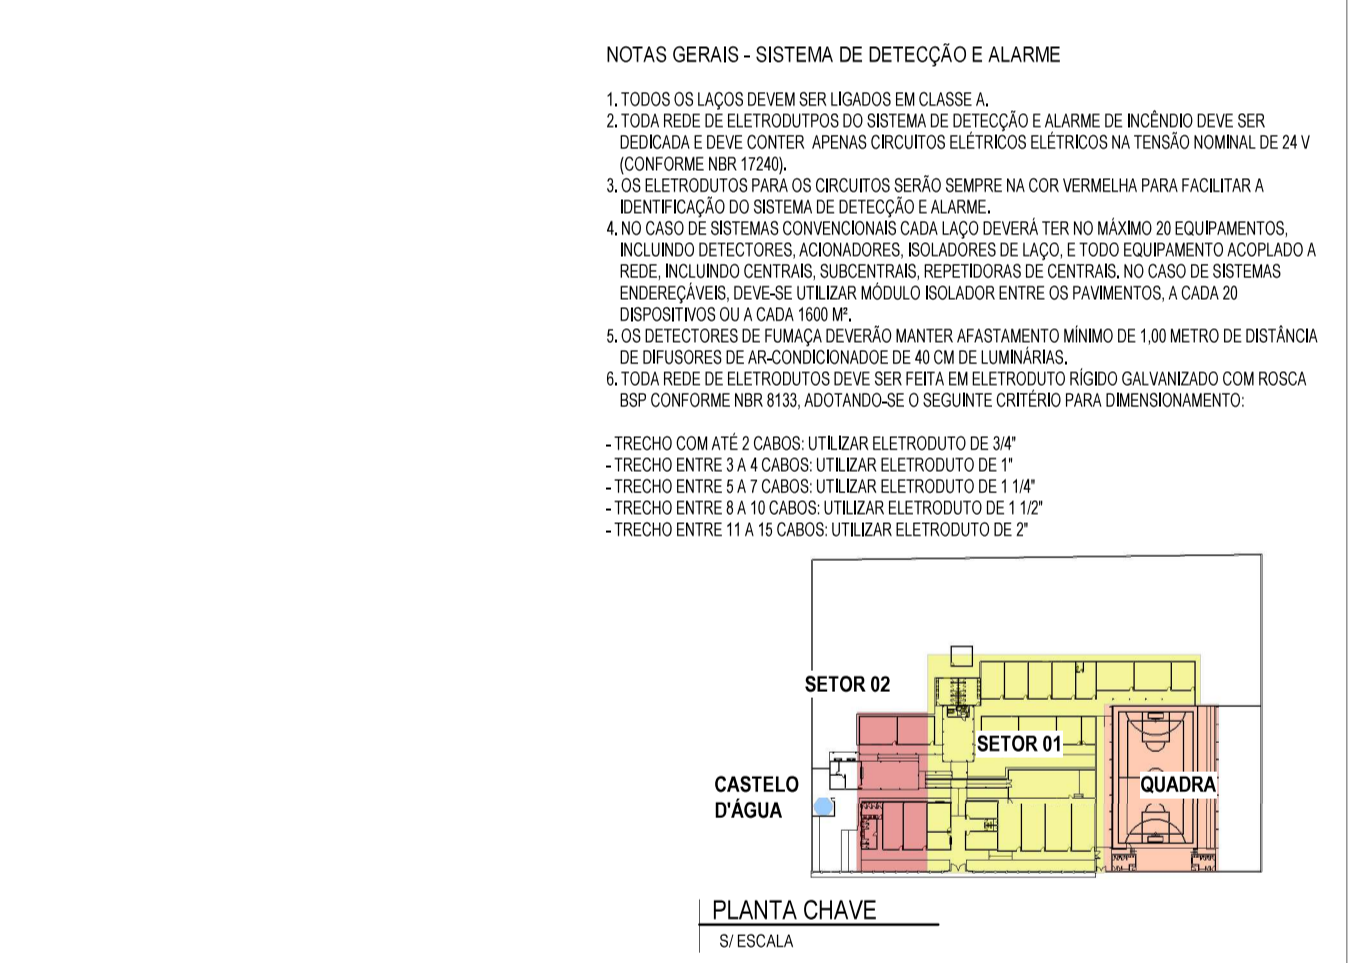 NOTAS GERAIS - SISTEMA DE DETECÇÃO E ALARME
1. TODOS OS LAÇOS DEVEM SER LIGADOS EM CLASSE A.
2. TODA REDE DE ELETRODUTPOS DO SISTEMA DE DETECÇÃO E ALARME DE INCÊNDIO DEVE SER
DEDICADA E DEVE CONTER APENAS CIRCUITOS ELÉTRICOS ELÉTRICOS NA TENSÃO NOMINAL DE 24 V
(CONFORME NBR 17240).
3. OS ELETRODUTOS PARA OS CIRCUITOS SERÃO SEMPRE NA COR VERMELHA PARA FACILITAR A
IDENTIFICAÇÃO DO SISTEMA DE DETECÇÃO E ALARME.
4. NO CASO DE SISTEMAS CONVENCIONAIS CADA LAÇO DEVERÁ TER NO MÁXIMO 20 EQUIPAMENTOS,
INCLUINDO DETECTORES, ACIONADORES, ISOLADORES DE LAÇO, E TODO EQUIPAMENTO ACOPLADO A
REDE, INCLUINDO CENTRAIS, SUBCENTRAIS, REPETIDORAS DE CENTRAIS. NO CASO DE SISTEMAS
ENDEREÇÁVEIS, DEVE-SE UTILIZAR MÓDULO ISOLADOR ENTRE OS PAVIMENTOS, A CADA 20
DISPOSITIVOS OU A CADA 1600 M².
5. OS DETECTORES DE FUMAÇA DEVERÃO MANTER AFASTAMENTO MÍNIMO DE 1,00 METRO DE DISTÂNCIA
DE DIFUSORES DE AR-CONDICIONADOE DE 40 CM DE LUMINÁRIAS.
6. TODA REDE DE ELETRODUTOS DEVE SER FEITA EM ELETRODUTO RÍGIDO GALVANIZADO COM ROSCA
BSP CONFORME NBR 8133, ADOTANDO-SE O SEGUINTE CRITÉRIO PARA DIMENSIONAMENTO:
- TRECHO COM ATÉ 2 CABOS: UTILIZAR ELETRODUTO DE 3/4"
- TRECHO ENTRE 3 A 4 CABOS: UTILIZAR ELETRODUTO DE 1"
- TRECHO ENTRE 5 A 7 CABOS: UTILIZAR ELETRODUTO DE 1 1/4"
- TRECHO ENTRE 8 A 10 CABOS: UTILIZAR ELETRODUTO DE 1 1/2"
- TRECHO ENTRE 11 A 15 CABOS: UTILIZAR ELETRODUTO DE 2"
SETOR 02
SETOR 01
CASTELO
D'ÁGUA
QUADRA
PLANTA CHAVE
S/ ESCALA